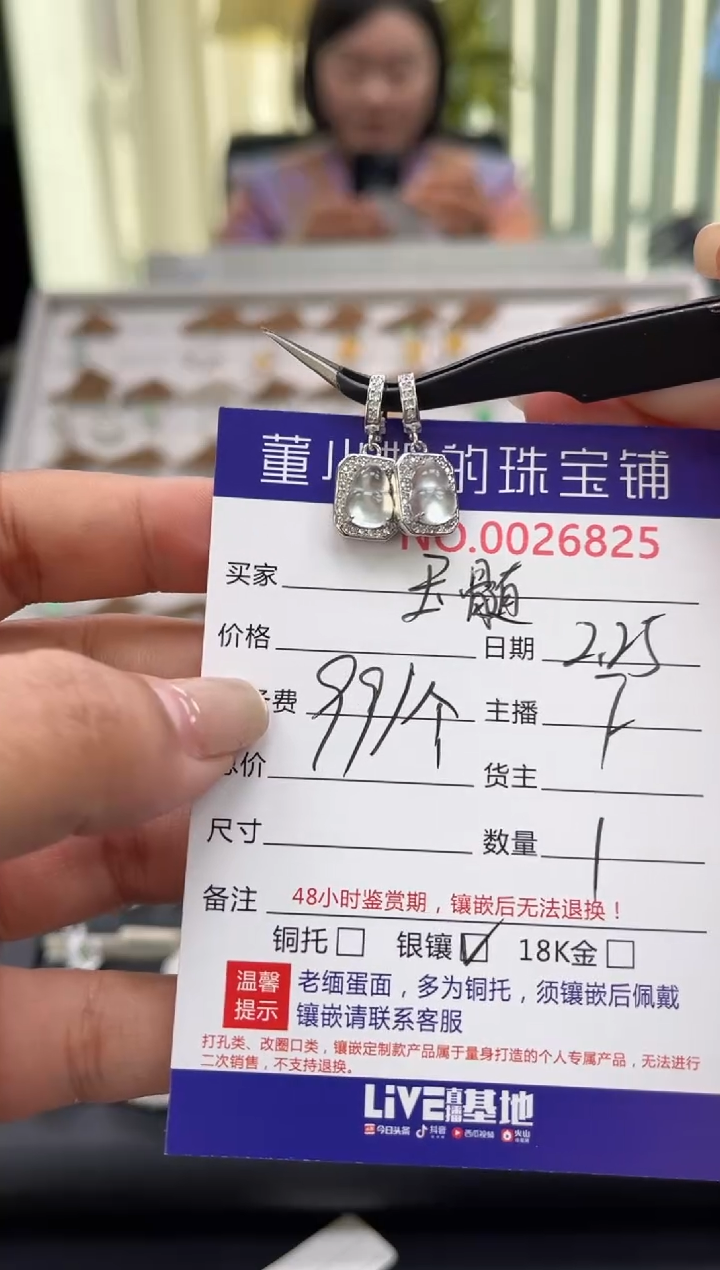 董小 的珠宝铺
NO.0026825
买家 玉髓
价格 日期 2.25
费 99/个 主播 7
总价 货主
尺寸 数量 1
备注 48小时鉴赏期，镶嵌后无法退换！
铜托 银镶 18K金
温馨提示 老缅蛋面，多为铜托，须镶嵌后佩戴
镶嵌请联系客服
打孔类、改圈口类，镶嵌定制款产品属于量身打造的个人专属产品，无法进行
二次销售，不支持退换。
LiVE直播基地
今日头条 抖音 西瓜视频 火山